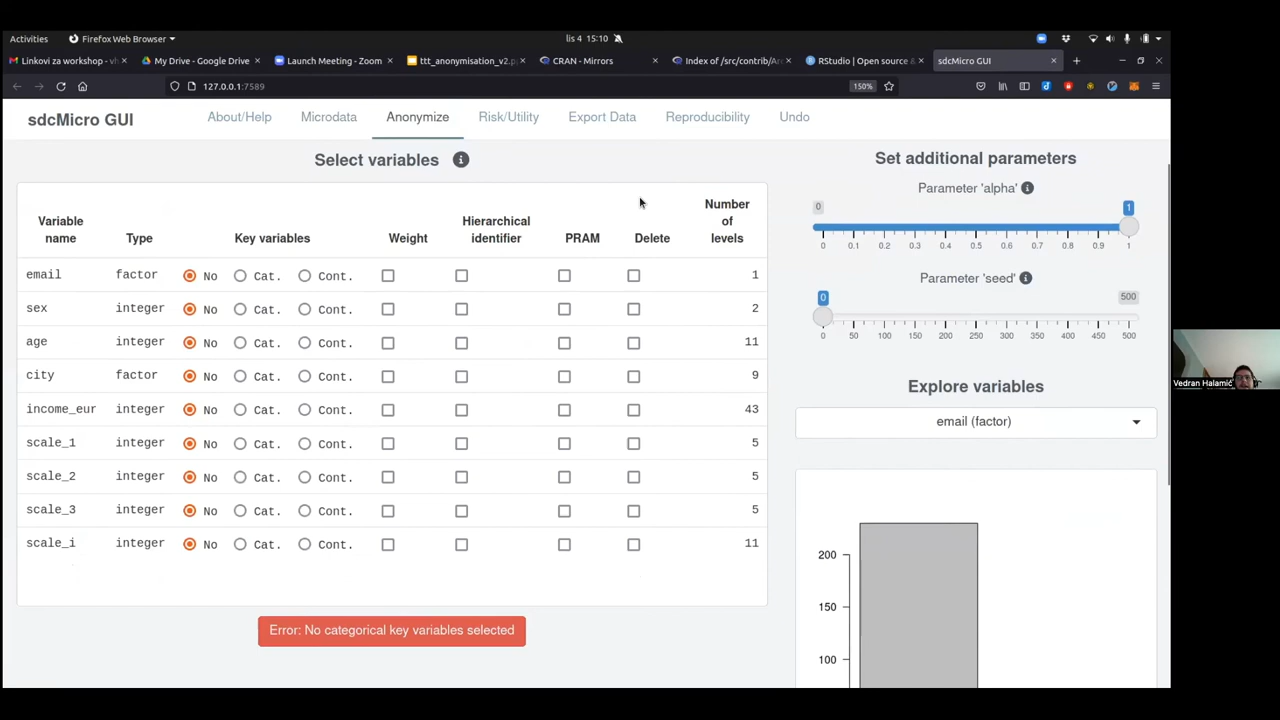 Activities Firefox Web Browser lis 4 15:10
Linkovi za workshop - vh My Drive - Google Drive Launch Meeting - Zoom ttt_anonymisation_v2.p CRAN - Mirrors Index of /src/contrib/Arc RStudio | Open source & sdcMicro GUI
127.0.0.1:7589 150%
sdcMicro GUI About/Help Microdata Anonymize Risk/Utility Export Data Reproducibility Undo
Select variables
Variable name Type Key variables Weight Hierarchical identifier PRAM Delete Number of levels
email factor No Cat. Cont. 1
sex integer No Cat. Cont. 2
age integer No Cat. Cont. 11
city factor No Cat. Cont. 9
income_eur integer No Cat. Cont. 43
scale_1 integer No Cat. Cont. 5
scale_2 integer No Cat. Cont. 5
scale_3 integer No Cat. Cont. 5
scale_i integer No Cat. Cont. 11
Error: No categorical key variables selected
Set additional parameters
Parameter 'alpha'
0 1
0 0.1 0.2 0.3 0.4 0.5 0.6 0.7 0.8 0.9 1
Parameter 'seed'
0 500
0 50 100 150 200 250 300 350 400 450 500
Explore variables
email (factor)
200
150
100
Vedran Halamić